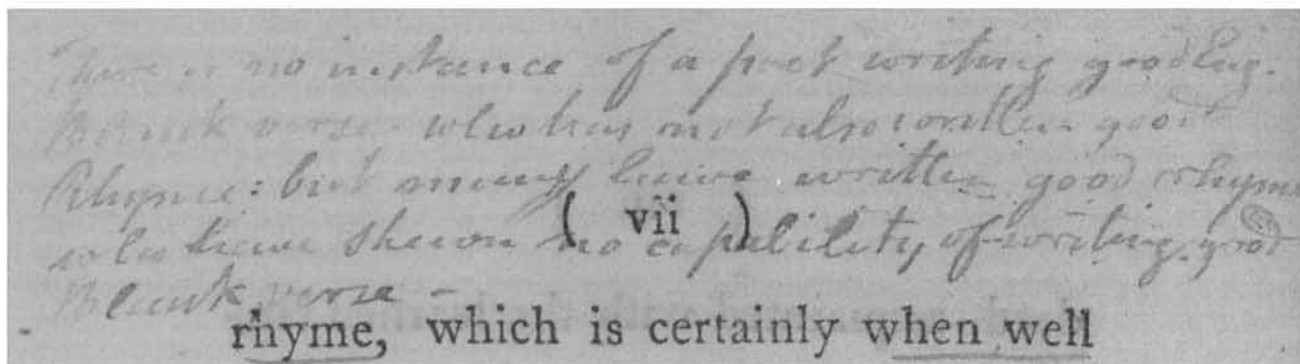 There is no instance of a poet writing good Eng.
blank verse who has not also written good
Rhyme: but many have written good rhyme
who have shewn no capability of writing good
Blank verse –
( vii )
rhyme, which is certainly when well